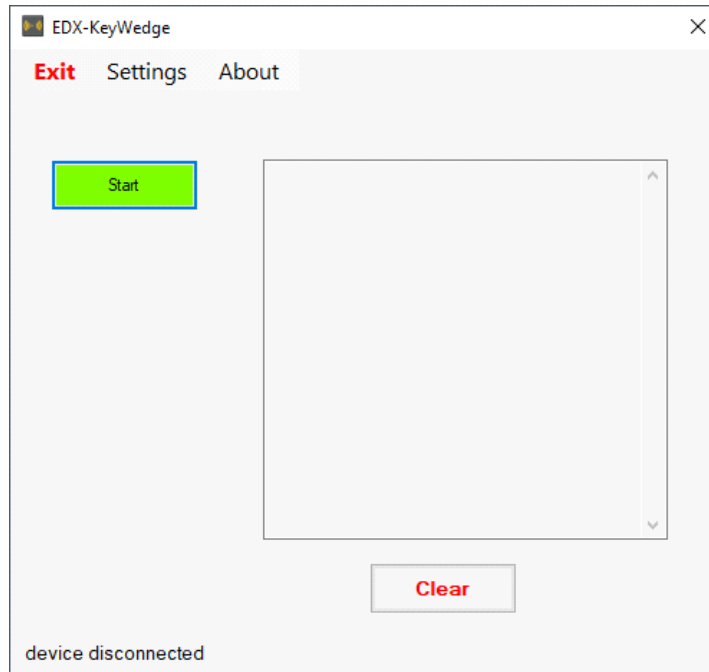 EDX-KeyWedge
Exit Settings About
Start
Clear
device disconnected